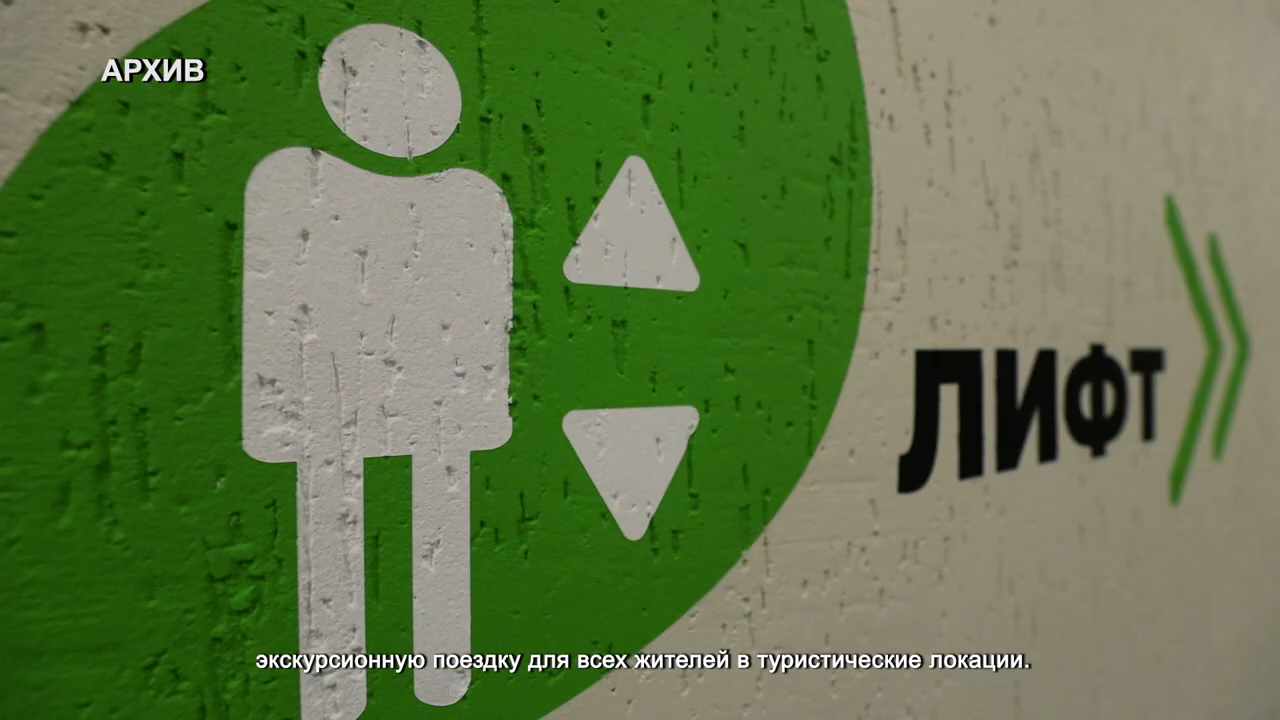 АРХИВ
ЛИФТ
экскурсионную поездку для всех жителей в туристические локации.